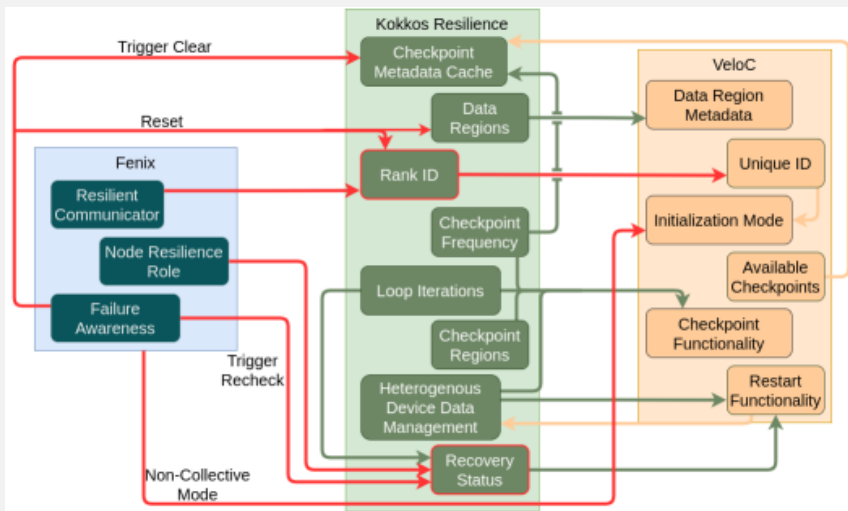 Kokkos Resilience
Trigger Clear
Checkpoint
Metadata Cache
VeloC
Data Region
Metadata
Data
Regions
Reset
Fenix
Rank ID
Unique ID
Resilient
Communicator
Checkpoint
Frequency
Initialization Mode
Node Resilience
Role
Available
Checkpoints
Loop Iterations
Failure
Awareness
Checkpoint
Functionality
Checkpoint
Regions
Trigger
Recheck
Heterogenous
Device Data
Management
Restart
Functionality
Recovery
Status
Non-Collective
Mode